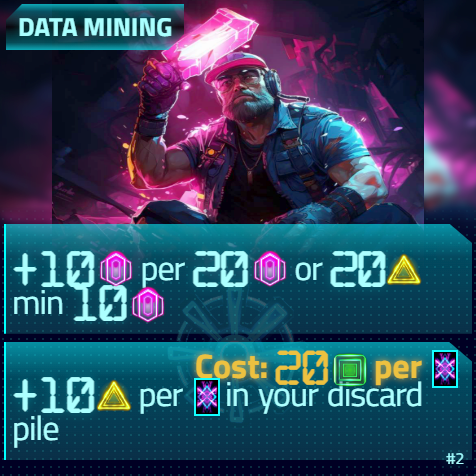 DATA MINING
+10 per 20 or 20
min 10
Cost: 20 per
+10 per in your discard
pile
#2